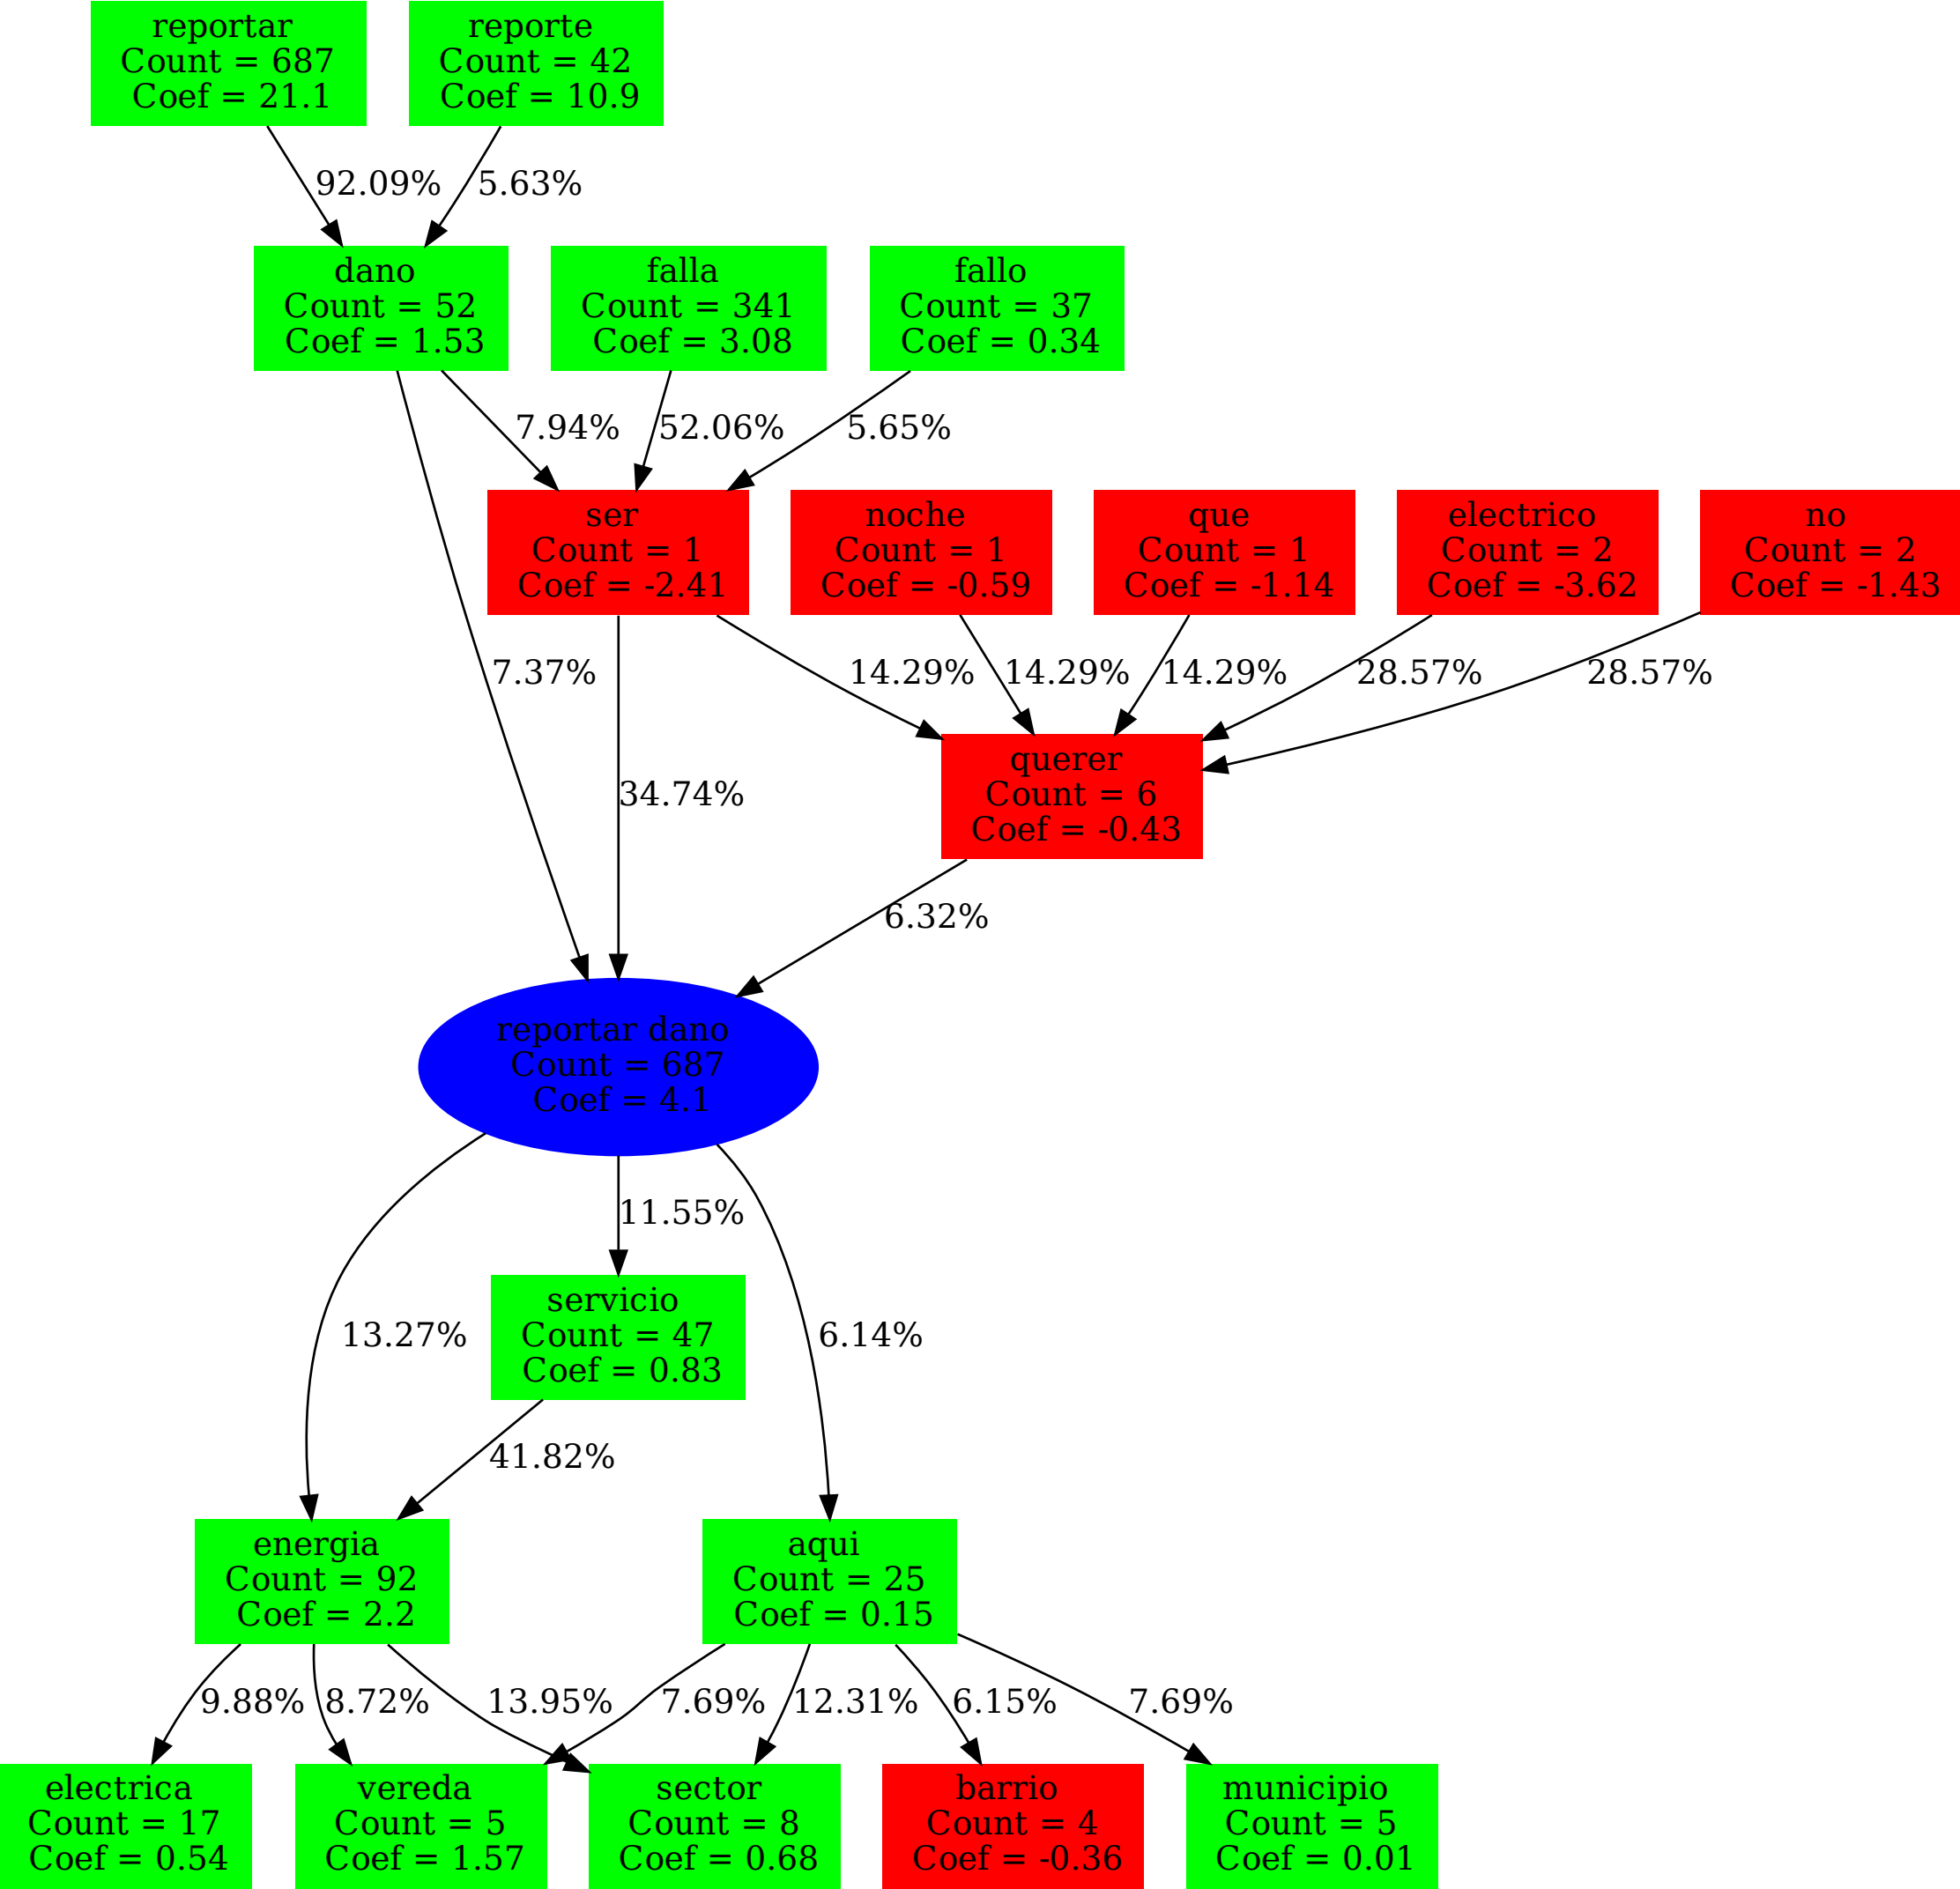 reportar
Count = 687
Coef = 21.1
reporte
Count = 42
Coef = 10.9
92.09%
5.63%
dano
Count = 52
Coef = 1.53
falla
Count = 341
Coef = 3.08
fallo
Count = 37
Coef = 0.34
7.94%
52.06%
5.65%
ser
Count = 1
Coef = -2.41
noche
Count = 1
Coef = -0.59
que
Count = 1
Coef = -1.14
electrico
Count = 2
Coef = -3.62
no
Count = 2
Coef = -1.43
7.37%
14.29%
14.29%
14.29%
28.57%
28.57%
34.74%
querer
Count = 6
Coef = -0.43
6.32%
reportar dano
Count = 687
Coef = 4.1
11.55%
13.27%
servicio
Count = 47
Coef = 0.83
6.14%
41.82%
energia
Count = 92
Coef = 2.2
aqui
Count = 25
Coef = 0.15
9.88%
8.72%
13.95%
7.69%
12.31%
6.15%
7.69%
electrica
Count = 17
Coef = 0.54
vereda
Count = 5
Coef = 1.57
sector
Count = 8
Coef = 0.68
barrio
Count = 4
Coef = -0.36
municipio
Count = 5
Coef = 0.01